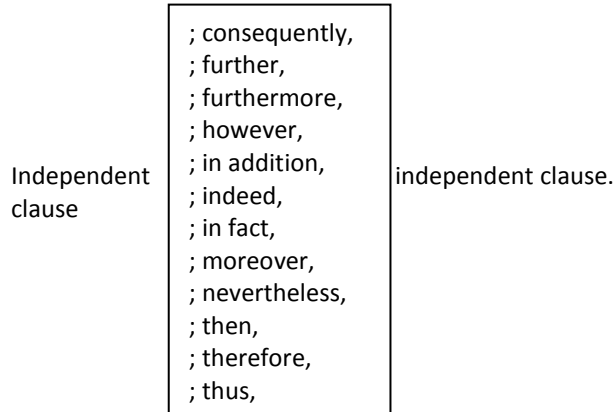 Independent
clause
; consequently,
; further,
; furthermore,
; however,
; in addition,
; indeed,
; in fact,
; moreover,
; nevertheless,
; then,
; therefore,
; thus,
independent clause.